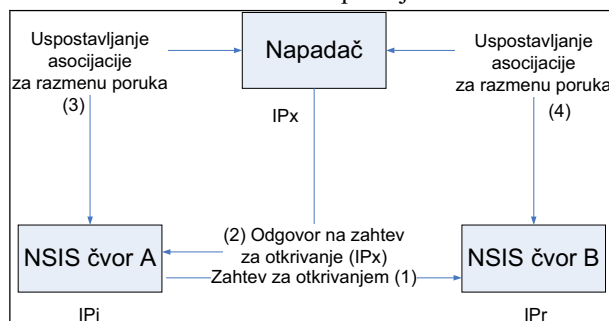 Uspostavljanje
asocijacije
za razmenu poruka
(3)
Napadač
Uspostavljanje
asocijacije
za razmenu poruka
(4)
IPx
NSIS čvor A
(2) Odgovor na zahtev
za otkrivanje (IPx)
Zahtev za otkrivanjem (1)
NSIS čvor B
IPi
IPr